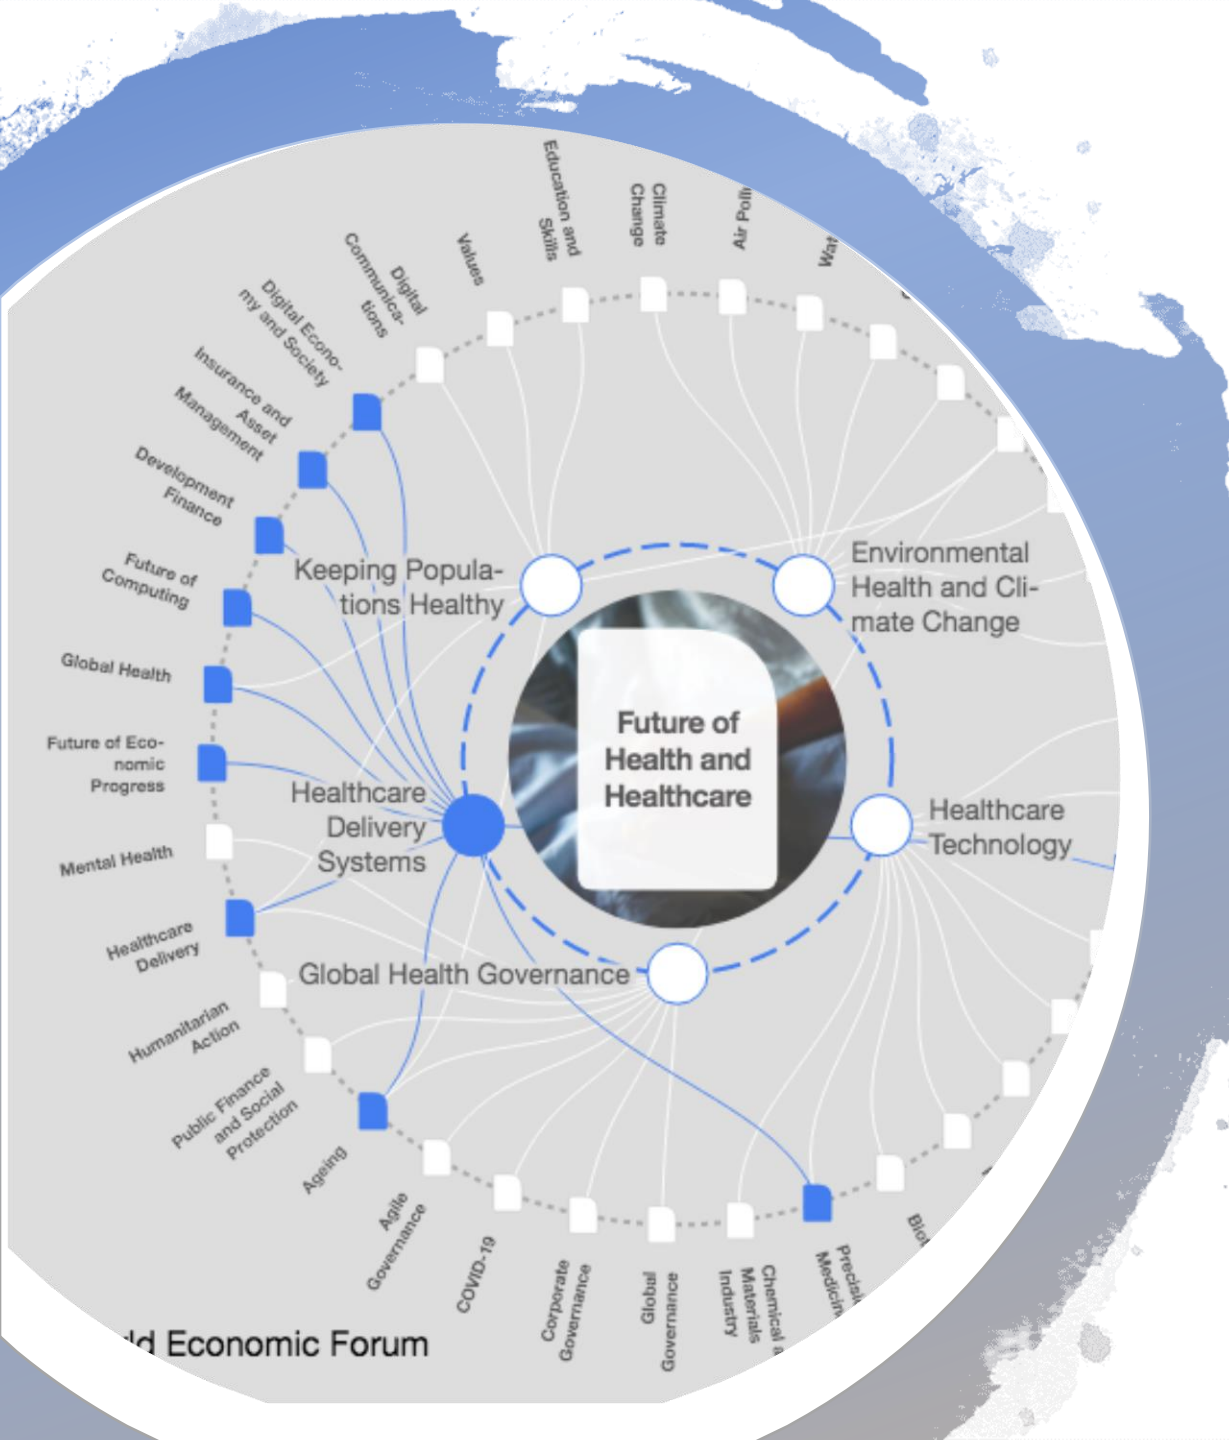 Education and
Skills
Climate
Change
Air
Values
Digital
Communica-
tions
Digital Econo-
my and Society
Insurance and
Asset
Management
Development
Finance
Future of
Computing
Global Health
Future of Eco-
nomic
Progress
Mental Health
Healthcare
Delivery
Humanitarian
Action
Public Finance
and Social
Protection
Ageing
Agile
Governance
COVID-19
Corporate
Governance
Global
Governance
Chemical
Materials
Industry
Keeping Popula-
tions Healthy
Environmental
Health and Cli-
mate Change
Future of
Health and
Healthcare
Healthcare
Delivery
Systems
Healthcare
Technology
Global Health Governance
Economic Forum